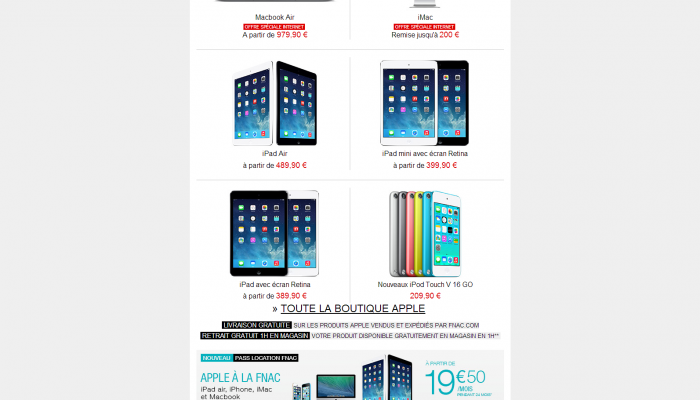 Macbook Air
OFFRE SPÉCIALE INTERNET
A partir de 979,90 €
iMac
OFFRE SPÉCIALE INTERNET
Remise jusqu'à 200 €
iPad Air
à partir de 489,90 €
iPad mini avec écran Retina
à partir de 399,90 €
iPad avec écran Retina
à partir de 389,90 €
Nouveaux iPod Touch V 16 GO
209,90 €
» TOUTE LA BOUTIQUE APPLE
LIVRAISON GRATUITE SUR LES PRODUITS APPLE VENDUS ET EXPÉDIÉS PAR FNAC.COM
RETRAIT GRATUIT 1H EN MAGASIN VOTRE PRODUIT DISPONIBLE GRATUITEMENT EN MAGASIN EN 1H**
NOUVEAU PASS LOCATION FNAC
APPLE À LA FNAC
iPad air, iPhone, iMac
et Macbook
À PARTIR DE
19€50
/MOIS
PENDANT 24 MOIS*